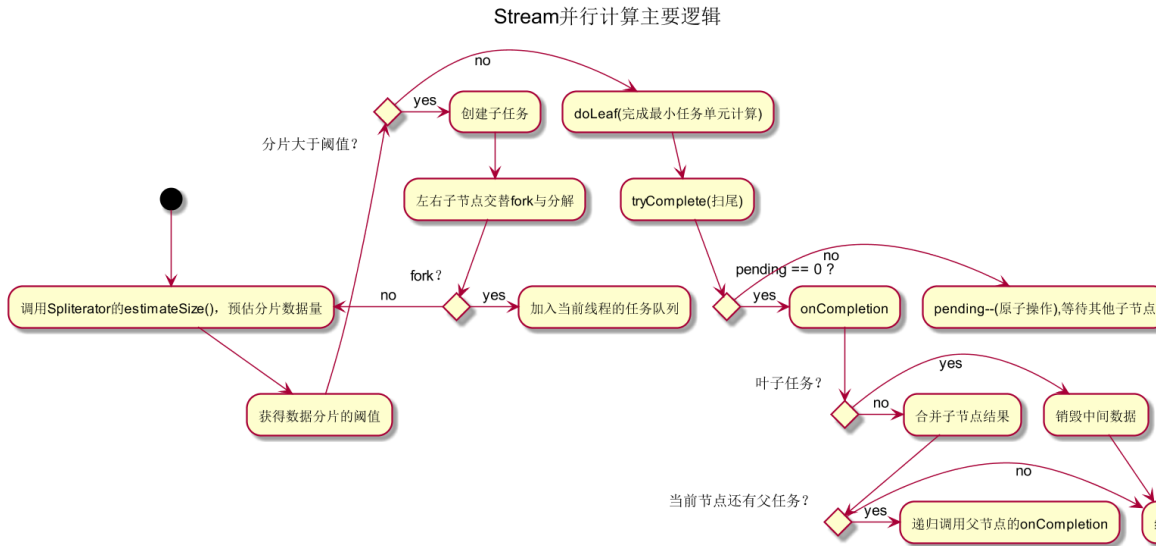 Stream并行计算主要逻辑
no
yes
创建子任务
doLeaf(完成最小任务单元计算)
分片大于阈值？
左右子节点交替fork与分解
tryComplete(扫尾)
fork？
no
yes
pending == 0 ?
no
yes
调用Spliterator的estimateSize()，预估分片数据量
加入当前线程的任务队列
onCompletion
pending--(原子操作),等待其他子节点
叶子任务？
yes
no
获得数据分片的阈值
合并子节点结果
销毁中间数据
no
当前节点还有父任务？
yes
递归调用父节点的onCompletion